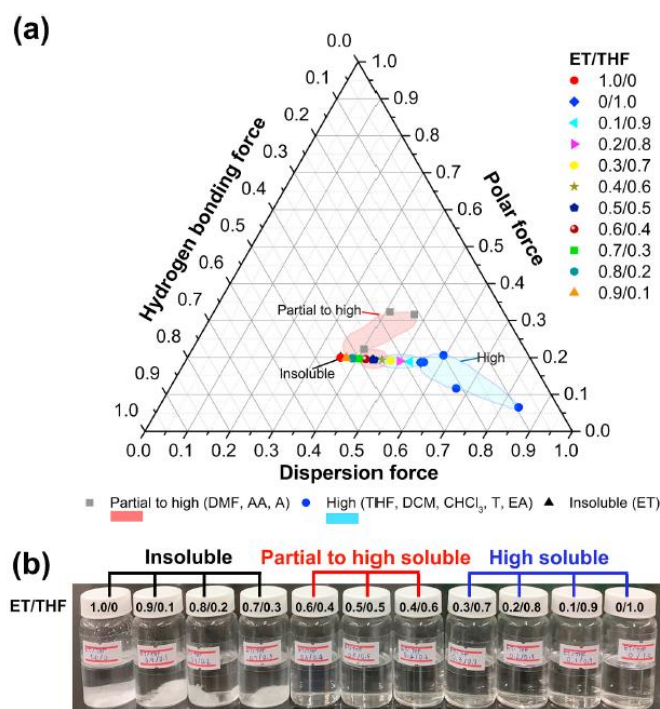 (a)
ET/THF
1.0/0
0/1.0
0.1/0.9
0.2/0.8
0.3/0.7
0.4/0.6
0.5/0.5
0.6/0.4
0.7/0.3
0.8/0.2
0.9/0.1
Hydrogen bonding force
0.0
0.1
0.2
0.3
0.4
0.5
0.6
0.7
0.8
0.9
1.0
Polar force
1.0
0.9
0.8
0.7
0.6
0.5
0.4
0.3
0.2
0.1
0.0
Partial to high
Insoluble
High
0.0 0.1 0.2 0.3 0.4 0.5 0.6 0.7 0.8 0.9 1.0
Dispersion force
Partial to high (DMF, AA, A) High (TIHF, DCM, CHCl₃, T, EA) Insoluble (ET)
(b)
Insoluble Partial to high soluble High soluble
ET/THF 1.0/0 0.9/0.1 0.8/0.2 0.7/0.3 0.6/0.4 0.5/0.5 0.4/0.6 0.3/0.7 0.2/0.8 0.1/0.9 0/1.0